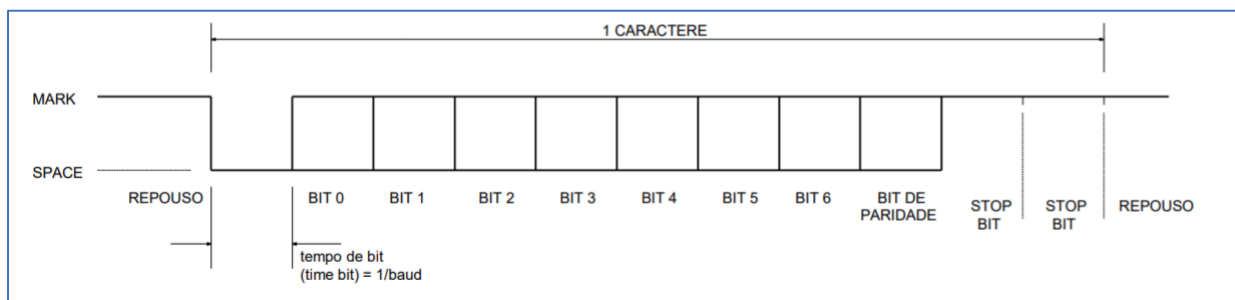 1 CARACTERE
MARK
SPACE
REPOUSO
BIT 0
BIT 1
BIT 2
BIT 3
BIT 4
BIT 5
BIT 6
BIT DE
PARIDADE
STOP
BIT
STOP
BIT
REPOUSO
tempo de bit
(time bit) = 1/baud